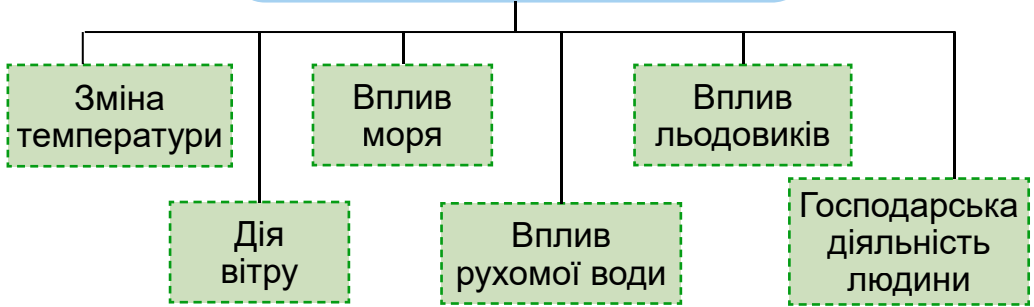 Зміна
температури
Вплив
моря
Вплив
льодовиків
Дія
вітру
Вплив
рухомої води
Господарська
діяльність
людини